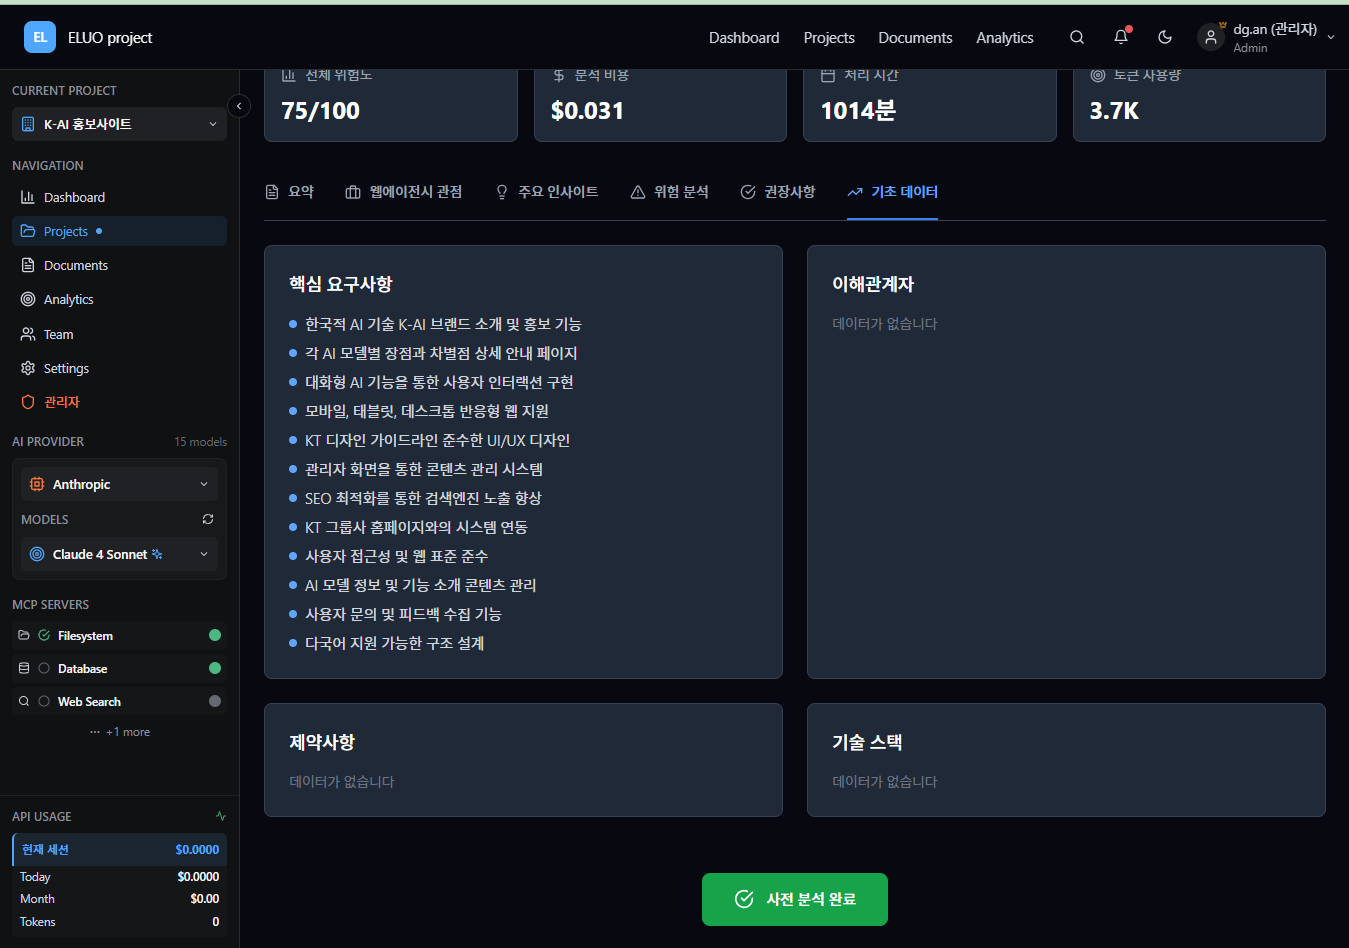 EL ELUO project
Dashboard Projects Documents Analytics
dg.an (관리자)
Admin
CURRENT PROJECT
K-AI 홍보사이트
NAVIGATION
Dashboard
Projects
Documents
Analytics
Team
Settings
관리자
AI PROVIDER 15 models
Anthropic
MODELS
Claude 4 Sonnet
MCP SERVERS
Filesystem
Database
Web Search
··· +1 more
API USAGE
현재 세션 $0.0000
Today $0.0000
Month $0.00
Tokens 0
전체 위험도
75/100
분석 비용
$0.031
처리 시간
1014분
토큰 사용량
3.7K
요약 웹에이전시 관점 주요 인사이트 위험 분석 권장사항 기초 데이터
핵심 요구사항
한국적 AI 기술 K-AI 브랜드 소개 및 홍보 기능
각 AI 모델별 장점과 차별점 상세 안내 페이지
대화형 AI 기능을 통한 사용자 인터랙션 구현
모바일, 태블릿, 데스크톱 반응형 웹 지원
KT 디자인 가이드라인 준수한 UI/UX 디자인
관리자 화면을 통한 콘텐츠 관리 시스템
SEO 최적화를 통한 검색엔진 노출 향상
KT 그룹사 홈페이지와의 시스템 연동
사용자 접근성 및 웹 표준 준수
AI 모델 정보 및 기능 소개 콘텐츠 관리
사용자 문의 및 피드백 수집 기능
다국어 지원 가능한 구조 설계
이해관계자
데이터가 없습니다
제약사항
데이터가 없습니다
기술 스택
데이터가 없습니다
사전 분석 완료